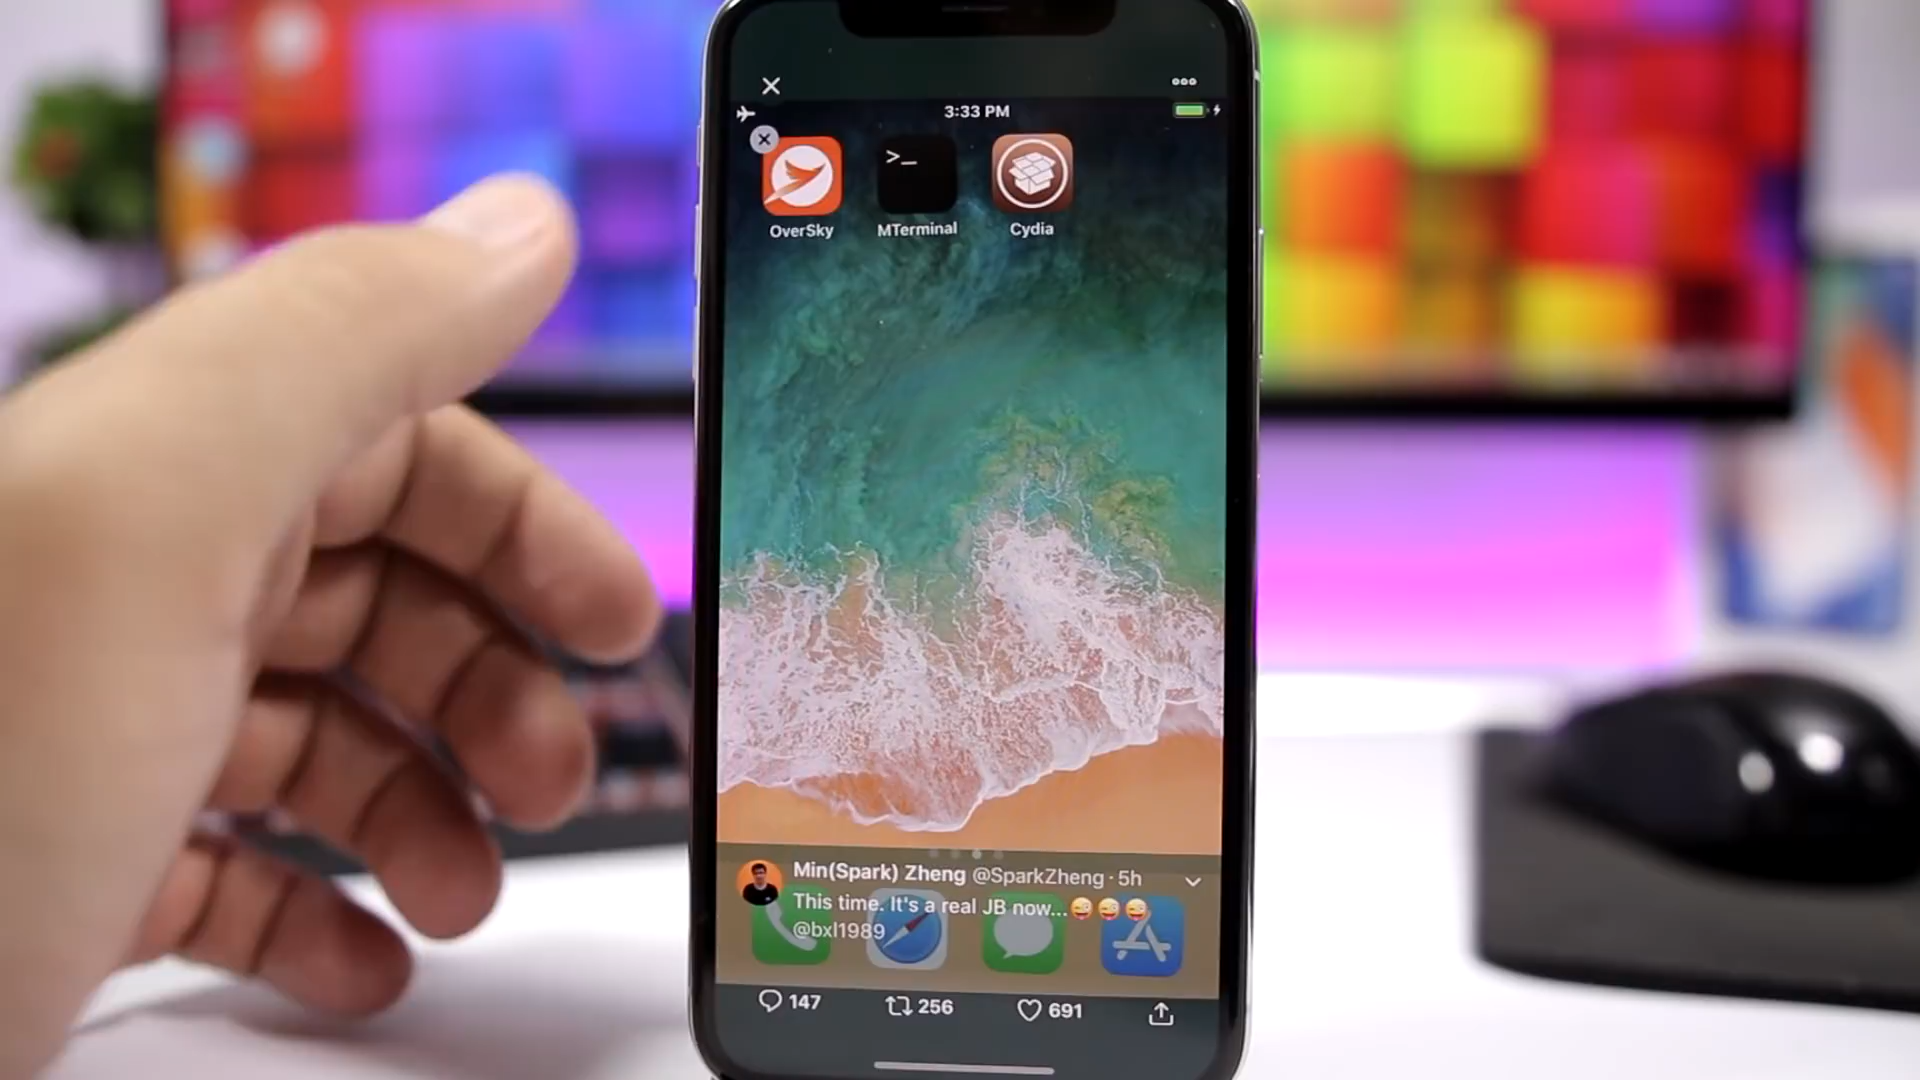 3:33 PM
>_
OverSky
MTerminal
Cydia
Min(Spark) Zheng @SparkZheng · 5h
This time. It's a real JB now...😜😜😜
@bxl1989
147
256
691